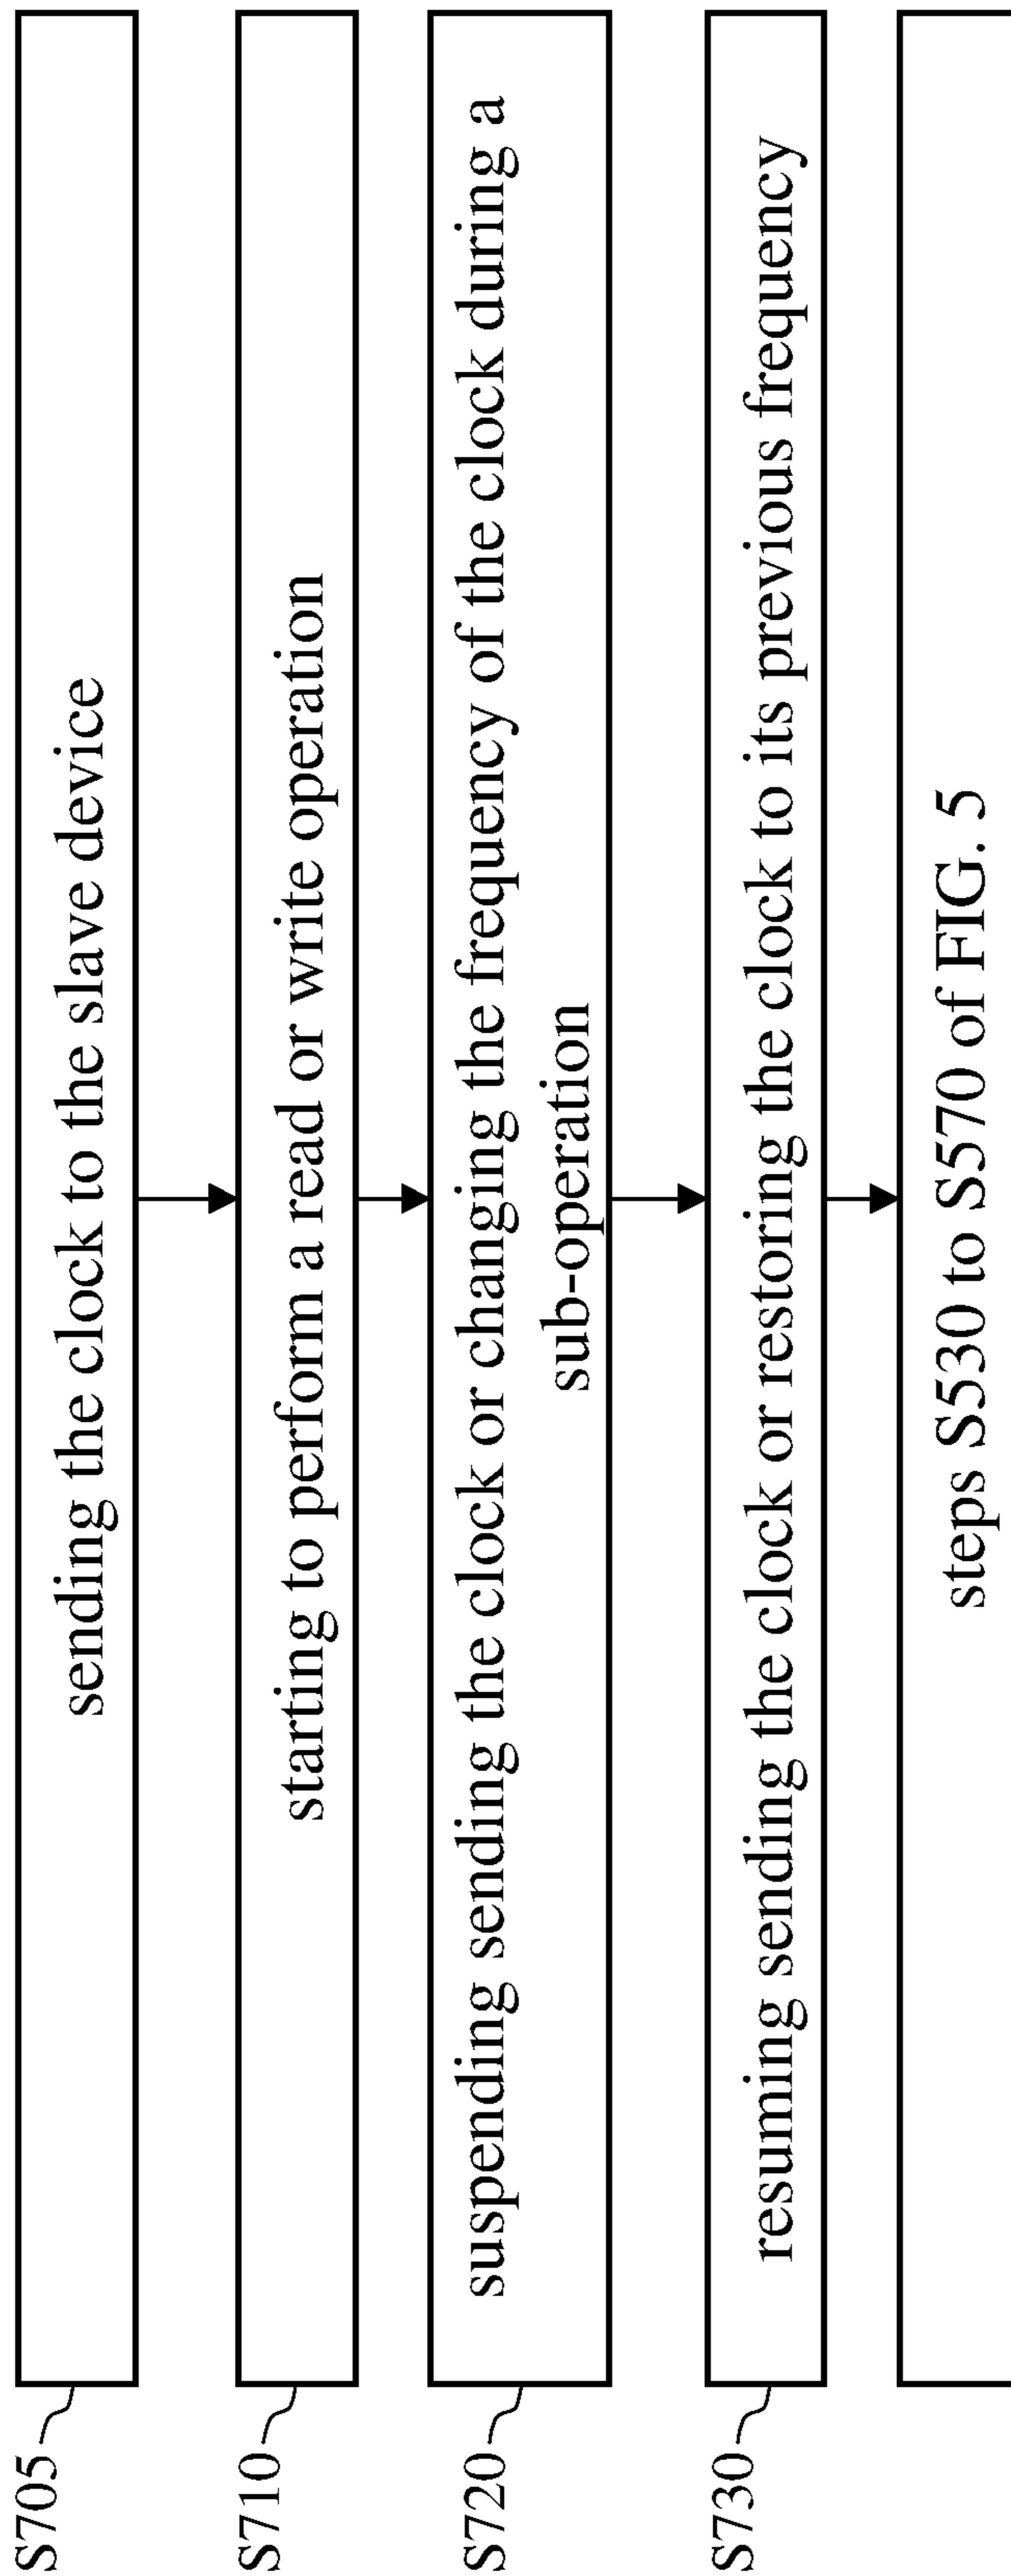 S705
sending the clock to the slave device
S710
starting to perform a read or write operation
S720
suspending sending the clock or changing the frequency of the clock during a
sub-operation
S730
resuming sending the clock or restoring the clock to its previous frequency
steps S530 to S570 of FIG. 5